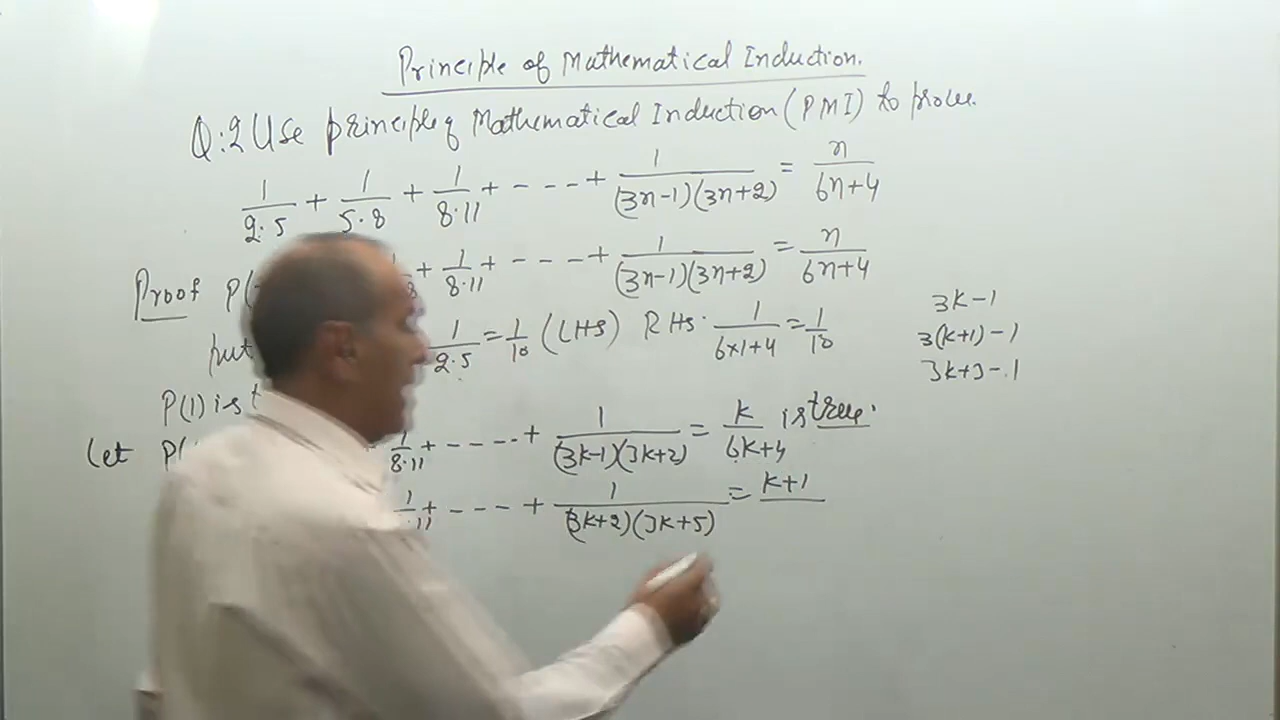 Principle of Mathematical Induction.
Q:2 Use principle of Mathematical Induction (PMI) to prove.
1/(2·5) + 1/(5·8) + 1/(8·11) + ---- + 1/((3n-1)(3n+2)) = n/(6n+4)
Proof P( + 1/(8·11) + ---- + 1/((3n-1)(3n+2)) = n/(6n+4)
put 1/(2·5) = 1/10 (LHS) RHS· 1/(6×1+4) = 1/10
3k-1
3(k+1)-1
3k+3-1
P(1) is
Let P( 1/(8·11) + ----- + 1/((3k-1)(3k+2)) = k/(6k+4) is true.
+ ---- + 1/((3k+2)(3k+5)) = k+1